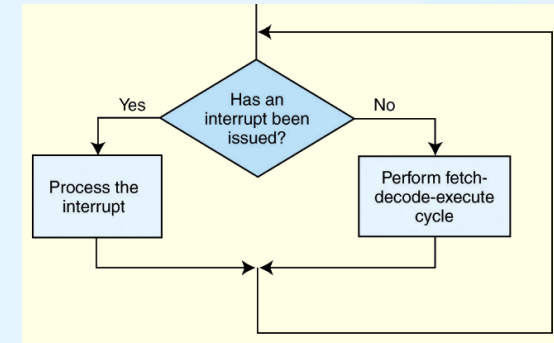 Has an
interrupt been
issued?
Yes
No
Process the
interrupt
Perform fetch-
decode-execute
cycle